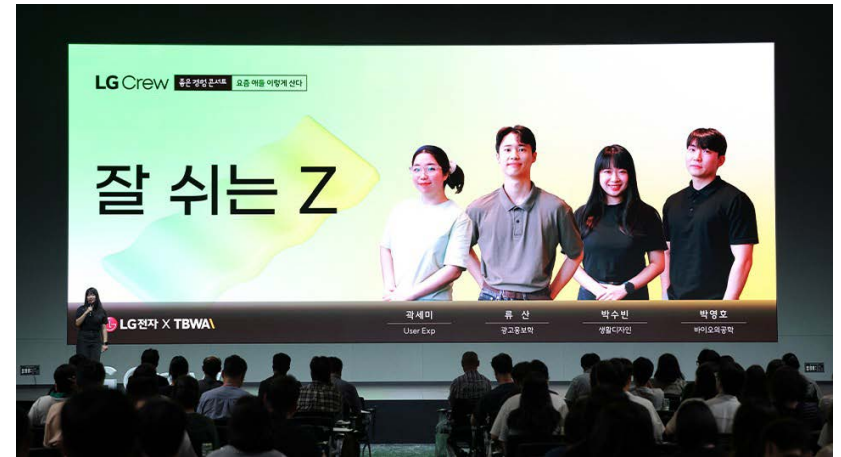 LG Crew 좋은 경험 콘서트 요즘 애들 이렇게 산다
잘 쉬는 Z
LG전자 X TBWA\
곽세미 류 산 박수빈 박영호
User Exp 광고홍보학 생활디자인 바이오의공학